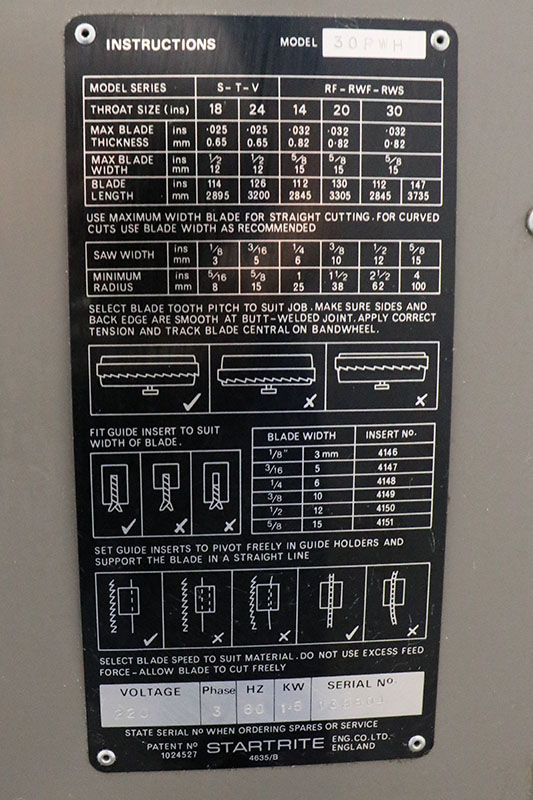 INSTRUCTIONS MODEL 30RWH
MODEL SERIES S-T-V RF-RWF-RWS
THROAT SIZE (ins) 18 24 14 20 30
MAX BLADE THICKNESS ins ·025 ·025 ·032 ·032 ·032
mm 0.65 0.65 0.82 0·82 0·82
MAX BLADE WIDTH ins 1/2 1/2 5/8 5/8 5/8
mm 12 12 15 15 15
BLADE LENGTH ins 114 126 112 130 112 147
mm 2895 3200 2845 3305 2845 3735
USE MAXIMUM WIDTH BLADE FOR STRAIGHT CUTTING. FOR CURVED
CUTS USE BLADE WIDTH AS RECOMMENDED
SAW WIDTH ins 1/8 3/16 1/4 3/8 1/2 5/8
mm 3 5 6 10 12 15
MINIMUM RADIUS ins 5/16 5/8 1 1 1/2 2 1/2 4
mm 8 15 25 38 62 100
SELECT BLADE TOOTH PITCH TO SUIT JOB. MAKE SURE SIDES AND
BACK EDGE ARE SMOOTH AT BUTT-WELDED JOINT. APPLY CORRECT
TENSION AND TRACK BLADE CENTRAL ON BANDWHEEL.
FIT GUIDE INSERT TO SUIT
WIDTH OF BLADE.
BLADE WIDTH INSERT No.
1/8" 3 mm 4146
3/16 5 4147
1/4 6 4148
3/8 10 4149
1/2 12 4150
5/8 15 4151
SET GUIDE INSERTS TO PIVOT FREELY IN GUIDE HOLDERS AND
SUPPORT THE BLADE IN A STRAIGHT LINE
SELECT BLADE SPEED TO SUIT MATERIAL. DO NOT USE EXCESS FEED
FORCE-ALLOW BLADE TO CUT FREELY
VOLTAGE Phase HZ KW SERIAL No.
220 3 60 1·5
STATE SERIAL No WHEN ORDERING SPARES OR SERVICE
PATENT No
1024527
STARTRITE
4635/B
ENG.CO.LTD.
ENGLAND